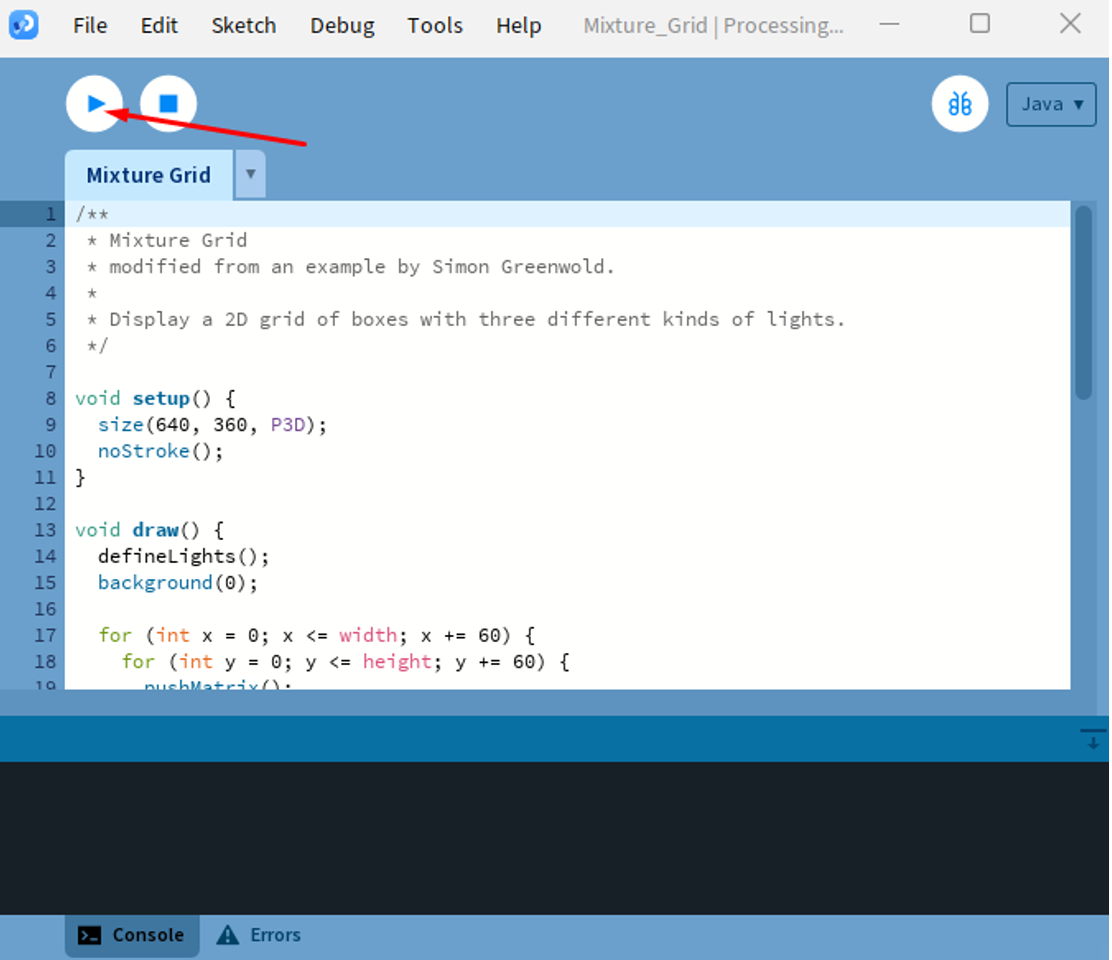 File Edit Sketch Debug Tools Help Mixture_Grid | Processing...
Java ▾
Mixture Grid ▾
1 /**
2  * Mixture Grid
3  * modified from an example by Simon Greenwold.
4  *
5  * Display a 2D grid of boxes with three different kinds of lights.
6  */
7
8 void setup() {
9   size(640, 360, P3D);
10   noStroke();
11 }
12
13 void draw() {
14   defineLights();
15   background(0);
16
17   for (int x = 0; x <= width; x += 60) {
18     for (int y = 0; y <= height; y += 60) {
19       pushMatrix();
Console Errors